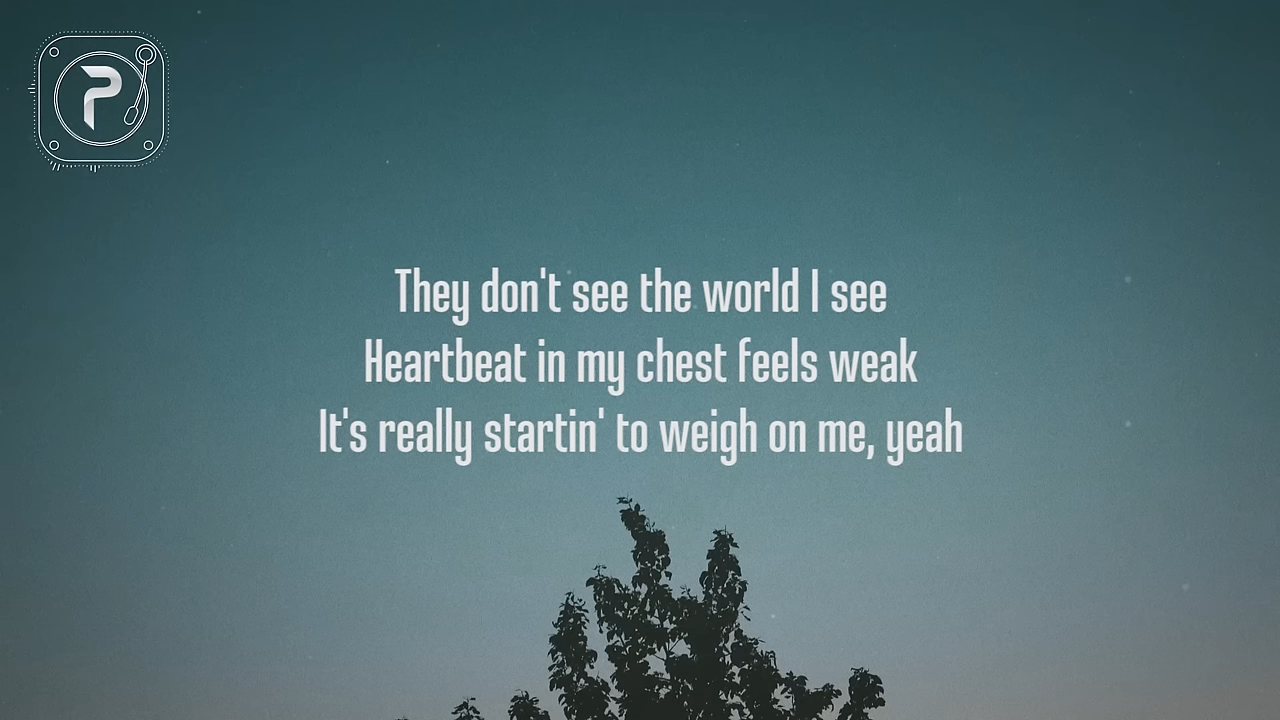 P
They don't see the world I see
Heartbeat in my chest feels weak
It's really startin' to weigh on me, yeah